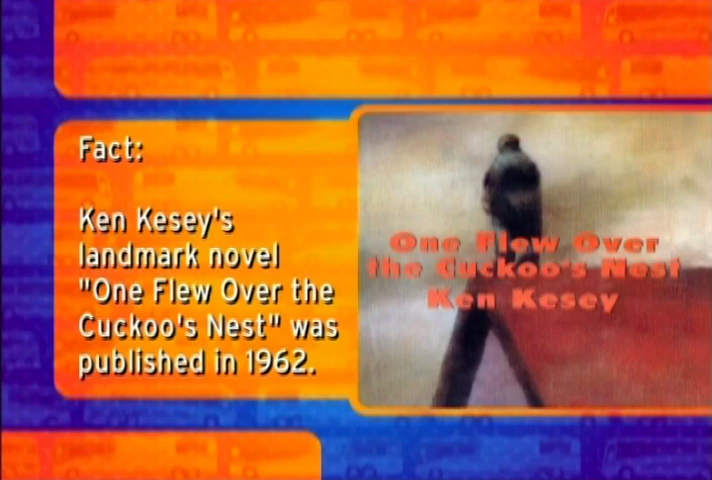 Fact:
Ken Kesey's
landmark novel
"One Flew Over the
Cuckoo's Nest" was
published in 1962.
One Flew Over
the Cuckoo's Nest
Ken Kesey